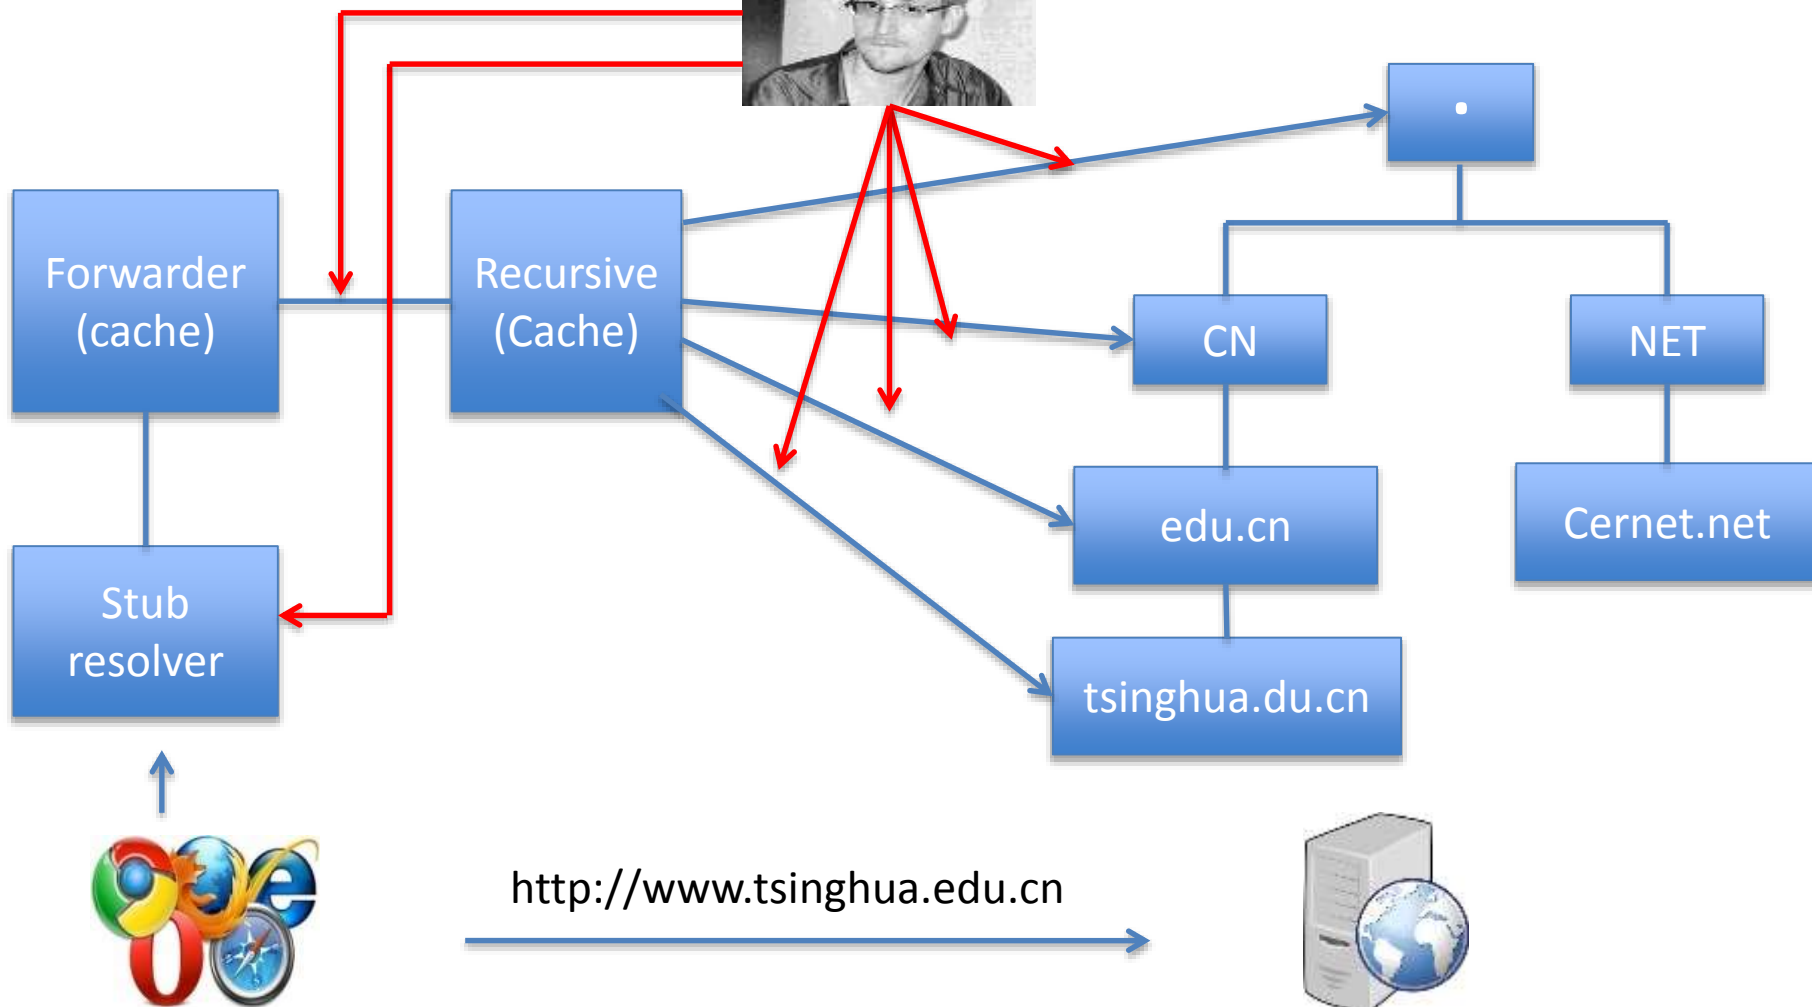 .
Forwarder
(cache)
Recursive
(Cache)
CN
NET
edu.cn
Cernet.net
Stub
resolver
tsinghua.du.cn
http://www.tsinghua.edu.cn